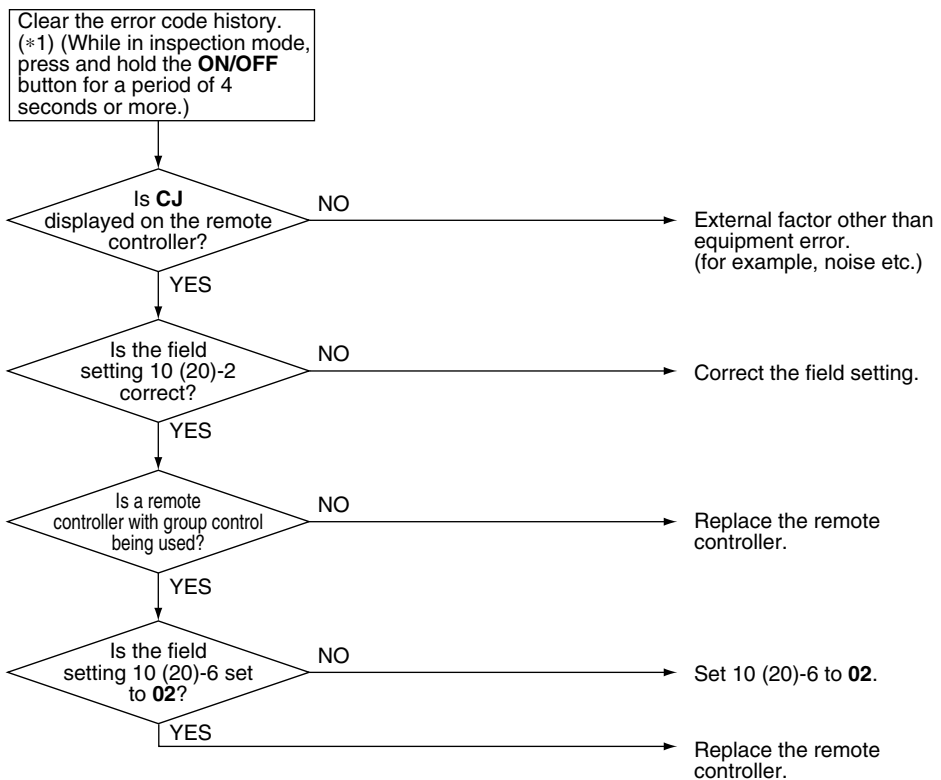 Clear the error code history.
(*1) (While in inspection mode,
press and hold the ON/OFF
button for a period of 4
seconds or more.)
Is CJ
displayed on the remote
controller?
NO
External factor other than
equipment error.
(for example, noise etc.)
YES
Is the field
setting 10 (20)-2
correct?
NO
Correct the field setting.
YES
Is a remote
controller with group control
being used?
NO
Replace the remote
controller.
YES
Is the field
setting 10 (20)-6 set
to 02?
NO
Set 10 (20)-6 to 02.
YES
Replace the remote
controller.